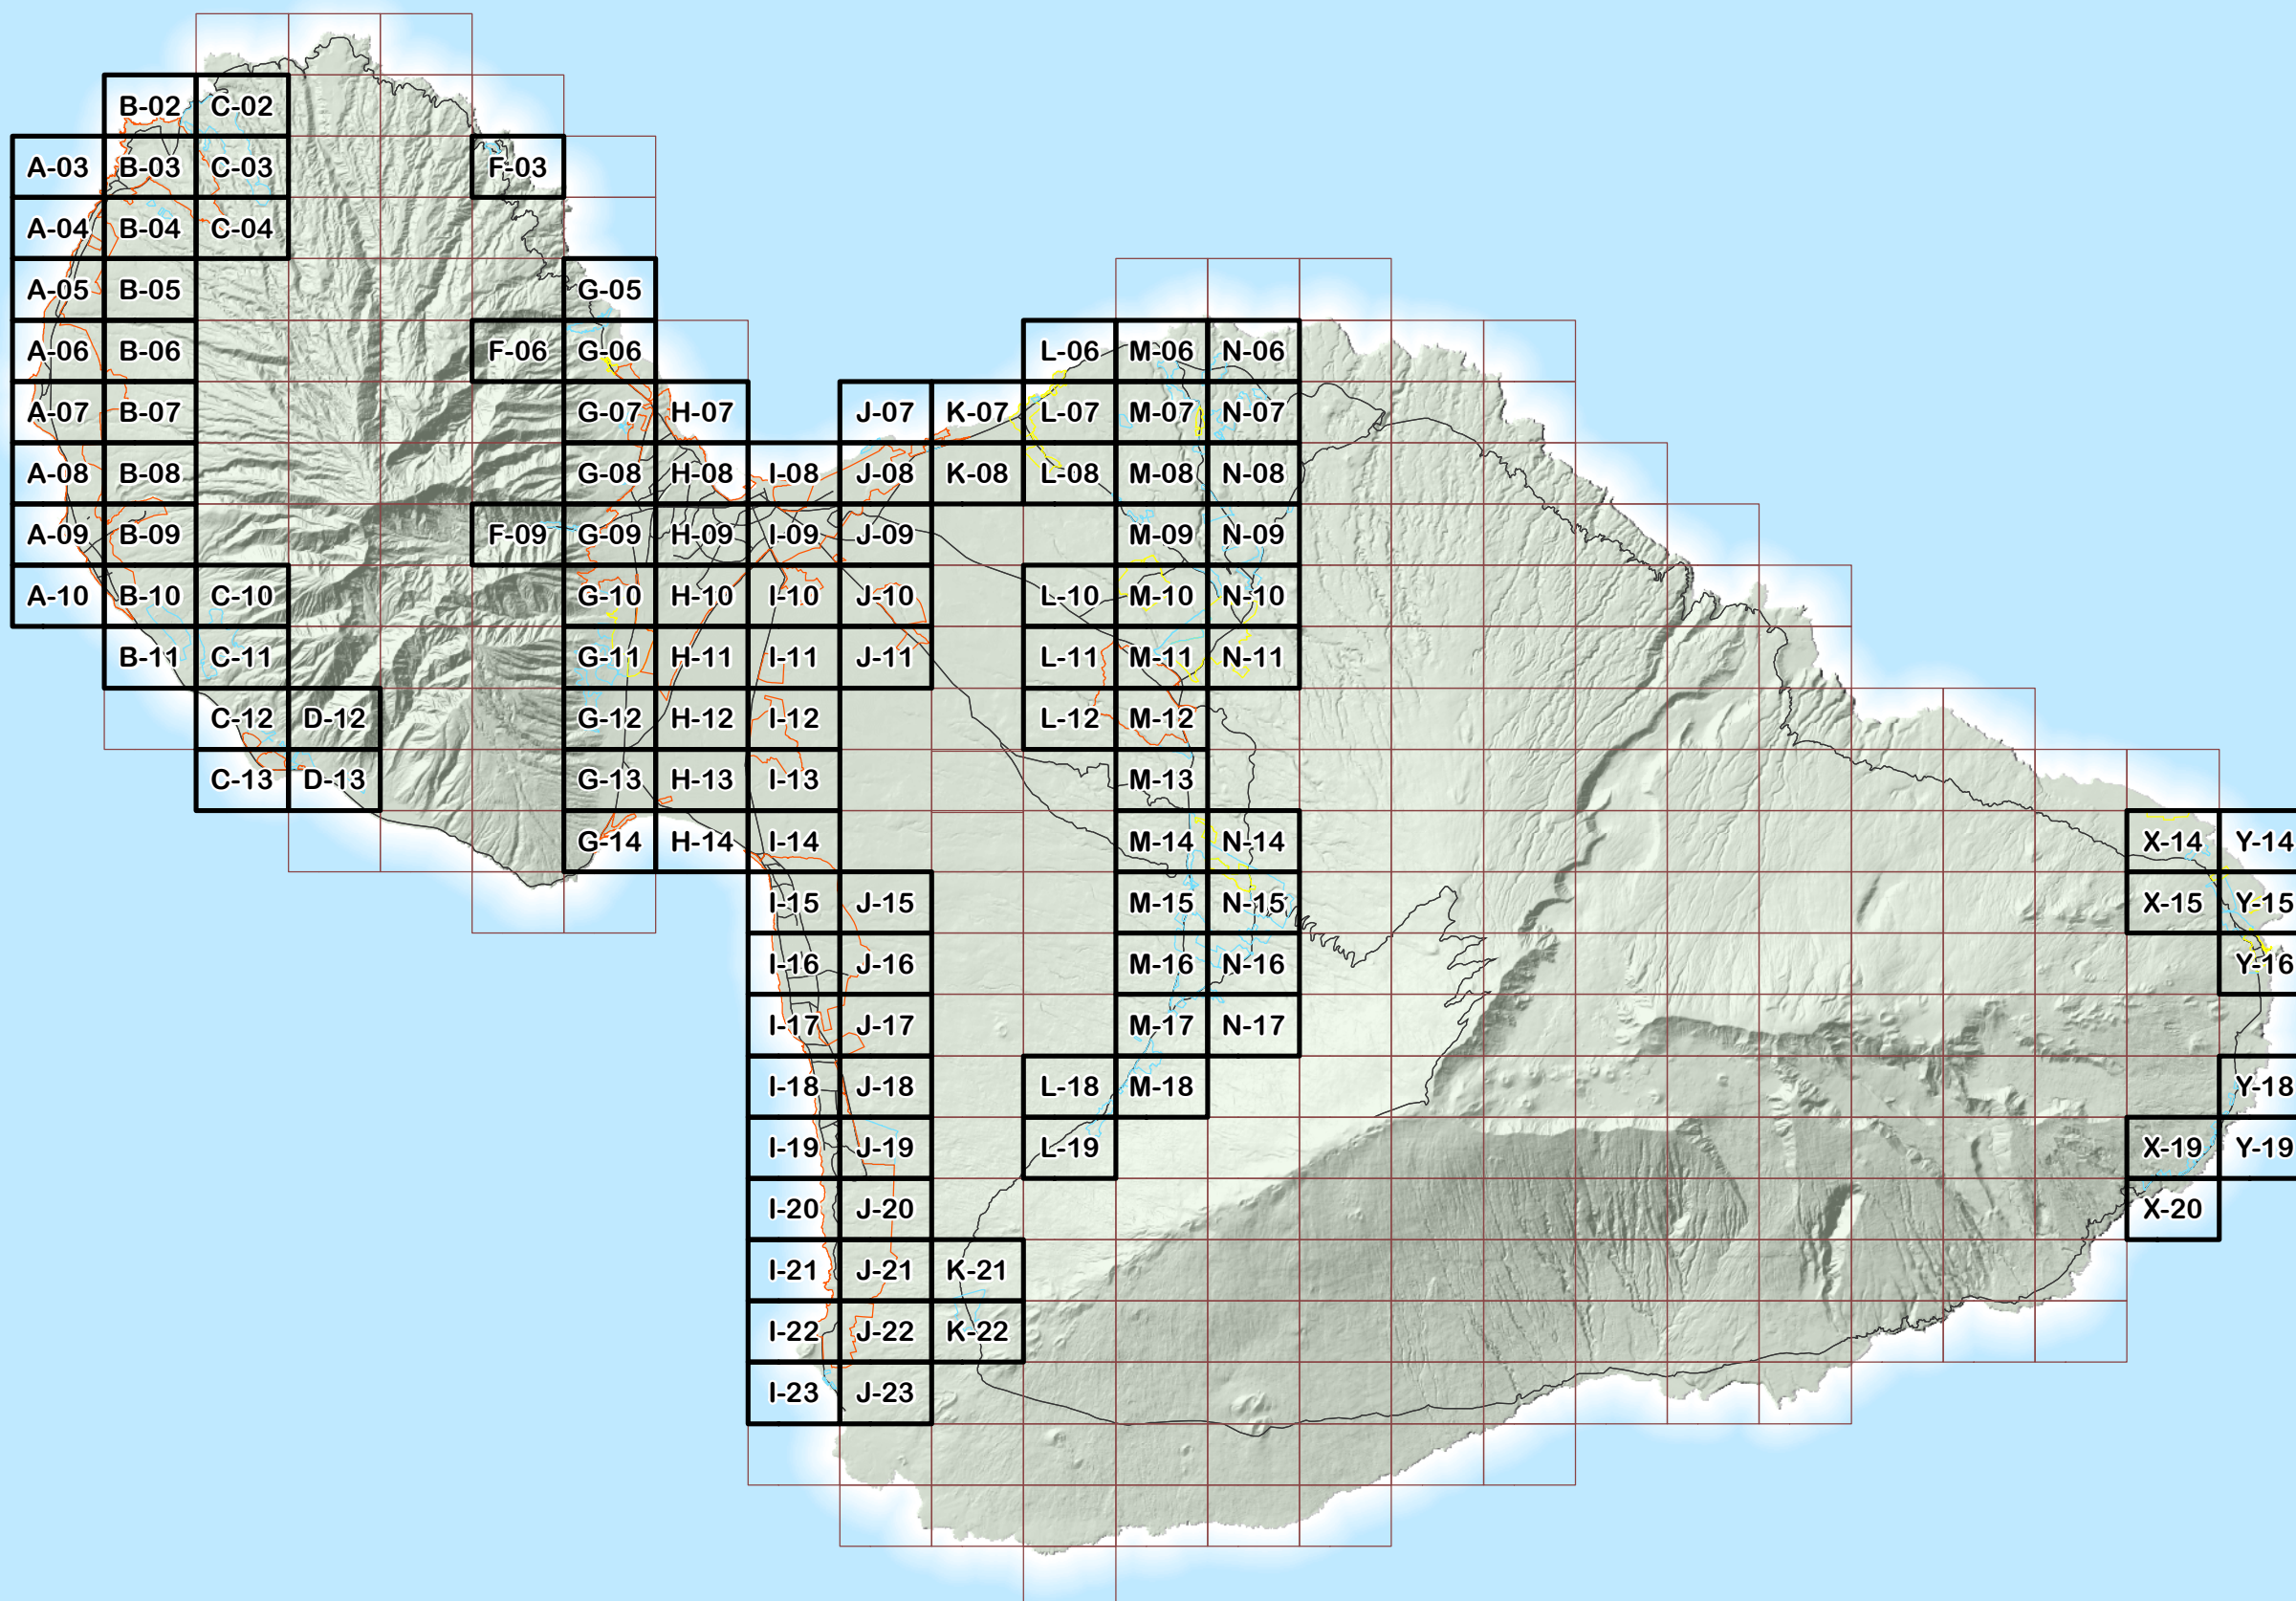 B-02 C-02
A-03 B-03 C-03 F-03
A-04 B-04 C-04
A-05 B-05 G-05
A-06 B-06 F-06 G-06 L-06 M-06 N-06
A-07 B-07 G-07 H-07 J-07 K-07 L-07 M-07 N-07
A-08 B-08 G-08 H-08 I-08 J-08 K-08 L-08 M-08 N-08
A-09 B-09 F-09 G-09 H-09 I-09 J-09 M-09 N-09
A-10 B-10 C-10 G-10 H-10 I-10 J-10 L-10 M-10 N-10
B-11 C-11 G-11 H-11 I-11 J-11 L-11 M-11 N-11
C-12 D-12 G-12 H-12 I-12 L-12 M-12
C-13 D-13 G-13 H-13 I-13 M-13
G-14 H-14 I-14 M-14 N-14 X-14 Y-14
I-15 J-15 M-15 N-15 X-15 Y-15
I-16 J-16 M-16 N-16 Y-16
I-17 J-17 M-17 N-17
I-18 J-18 L-18 M-18 Y-18
I-19 J-19 L-19 X-19 Y-19
I-20 J-20 X-20
I-21 J-21 K-21
I-22 J-22 K-22
I-23 J-23